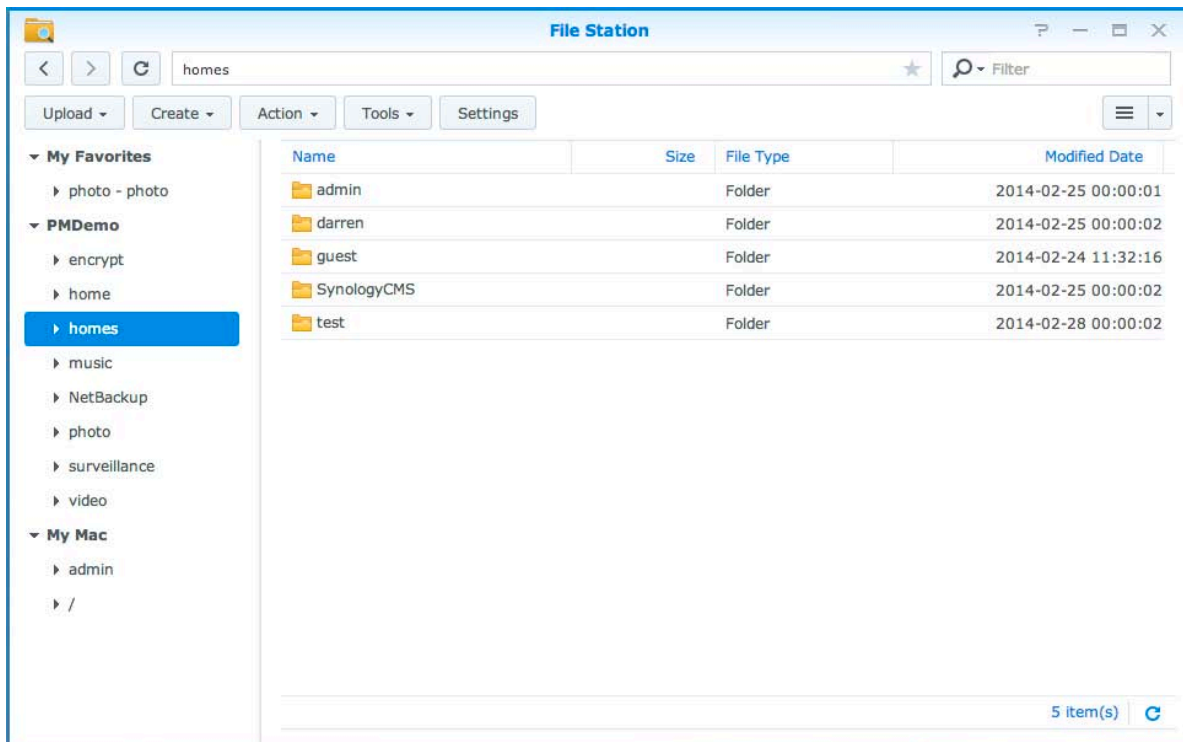 File Station
homes
Filter
Upload Create Action Tools Settings
My Favorites
photo - photo
PMDemo
encrypt
home
homes
music
NetBackup
photo
surveillance
video
My Mac
admin
/
Name Size File Type Modified Date
admin Folder 2014-02-25 00:00:01
darren Folder 2014-02-25 00:00:02
guest Folder 2014-02-24 11:32:16
SynologyCMS Folder 2014-02-25 00:00:02
test Folder 2014-02-28 00:00:02
5 item(s)